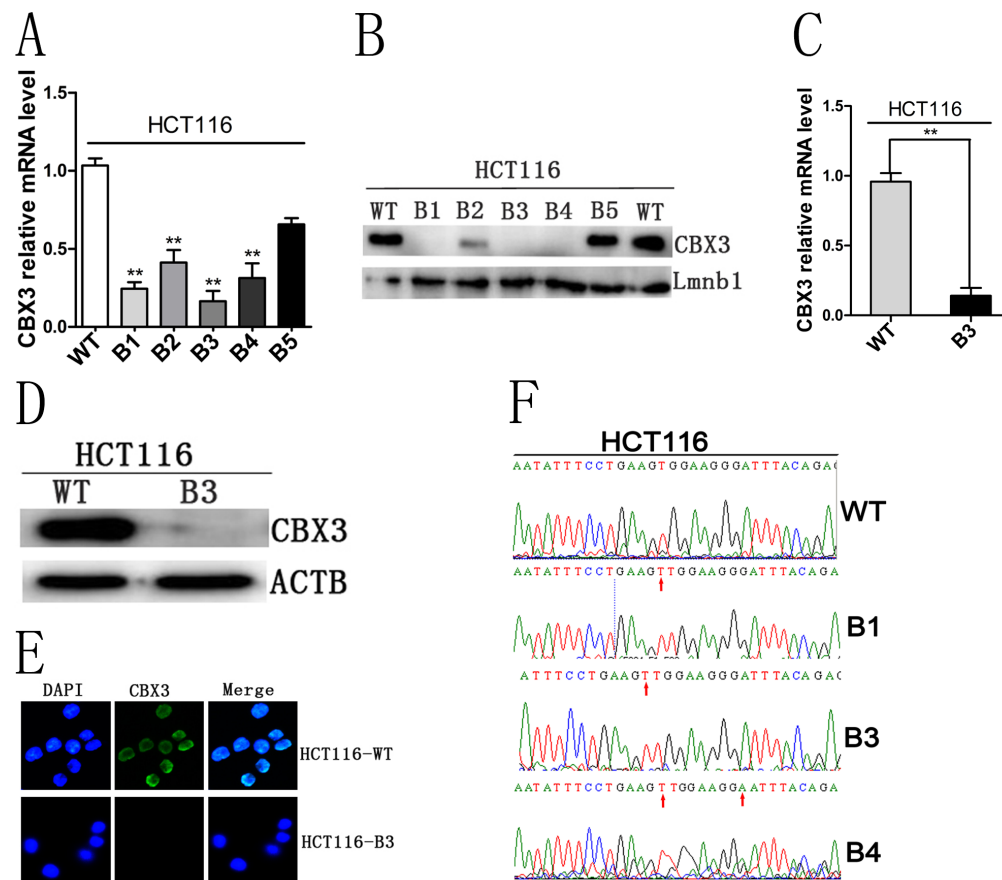 A
CBX3 relative mRNA level
1.5
1.0
0.5
0.0
HCT116
** ** ** **
WT B1 B2 B3 B4 B5
B
HCT116
WT B1 B2 B3 B4 B5 WT
CBX3
Lmnb1
C
CBX3 relative mRNA level
1.5
1.0
0.5
0.0
HCT116
**
WT B3
D
HCT116
WT B3
CBX3
ACTB
E
DAPI CBX3 Merge
HCT116-WT
HCT116-B3
F
HCT116
AATATTTCCTGAAGTGGAAGGGATTTACAGAG
WT
AATATTTCCTGAAGTTGGAAGGGATTTACAGA
B1
ATTTCCTGAAGTTGGAAGGGATTTACAGAG
B3
AATATTTCCTGAAGTTGGAAGGAATTTACAGA
B4